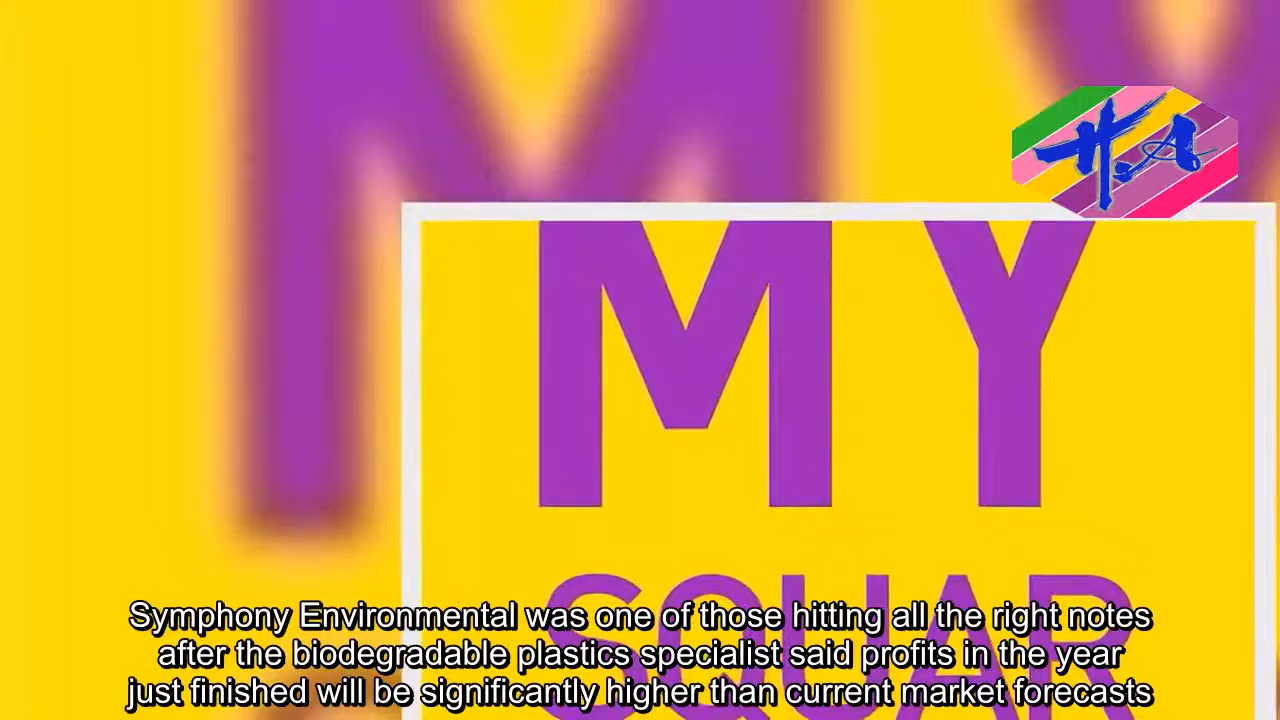 H.A
MY
SQUAR
Symphony Environmental was one of those hitting all the right notes
after the biodegradable plastics specialist said profits in the year
just finished will be significantly higher than current market forecasts